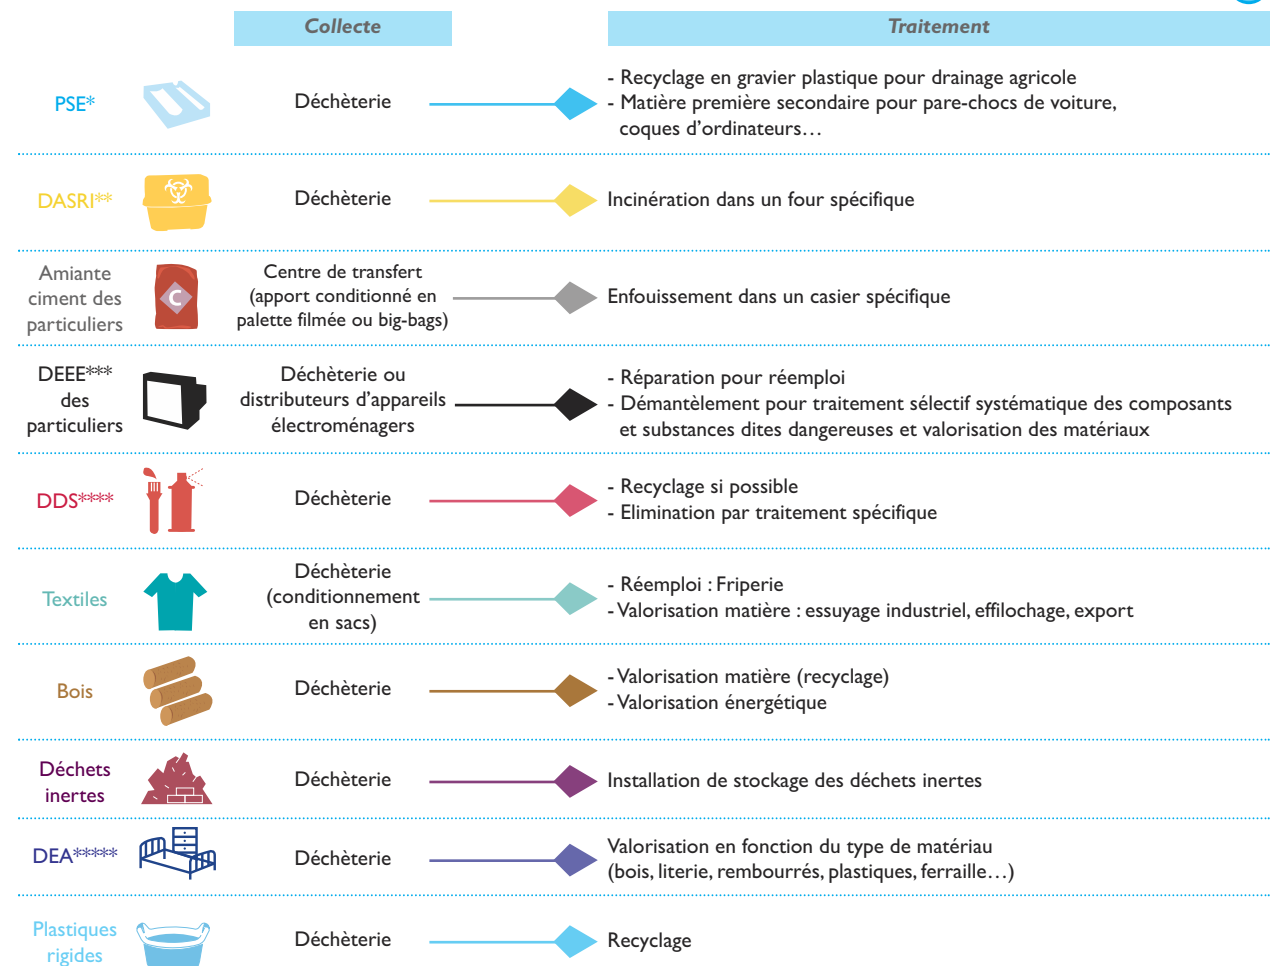 Collecte
Traitement
PSE*
Déchèterie
- Recyclage en gravier plastique pour drainage agricole
- Matière première secondaire pour pare-chocs de voiture,
coques d'ordinateurs…
DASRI**
Déchèterie
Incinération dans un four spécifique
Amiante
ciment des
particuliers
C
Centre de transfert
(apport conditionné en
palette filmée ou big-bags)
Enfouissement dans un casier spécifique
DEEE***
des
particuliers
Déchèterie ou
distributeurs d'appareils
électroménagers
- Réparation pour réemploi
- Démantèlement pour traitement sélectif systématique des composants
et substances dites dangereuses et valorisation des matériaux
DDS****
Déchèterie
- Recyclage si possible
- Elimination par traitement spécifique
Textiles
Déchèterie
(conditionnement
en sacs)
- Réemploi : Friperie
- Valorisation matière : essuyage industriel, effilochage, export
Bois
Déchèterie
- Valorisation matière (recyclage)
- Valorisation énergétique
Déchets
inertes
Déchèterie
Installation de stockage des déchets inertes
DEA*****
Déchèterie
Valorisation en fonction du type de matériau
(bois, literie, rembourrés, plastiques, ferraille…)
Plastiques
rigides
Déchèterie
Recyclage